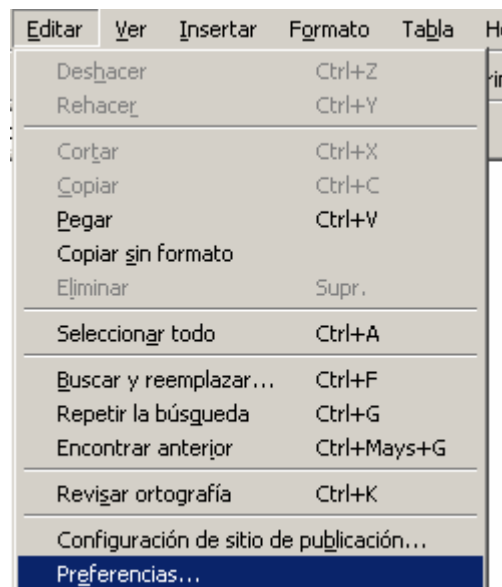 Editar Ver Insertar Formato Tabla
Deshacer Ctrl+Z
Rehacer Ctrl+Y
Cortar Ctrl+X
Copiar Ctrl+C
Pegar Ctrl+V
Copiar sin formato
Eliminar Supr.
Seleccionar todo Ctrl+A
Buscar y reemplazar... Ctrl+F
Repetir la búsqueda Ctrl+G
Encontrar anterior Ctrl+Mays+G
Revisar ortografía Ctrl+K
Configuración de sitio de publicación...
Preferencias...